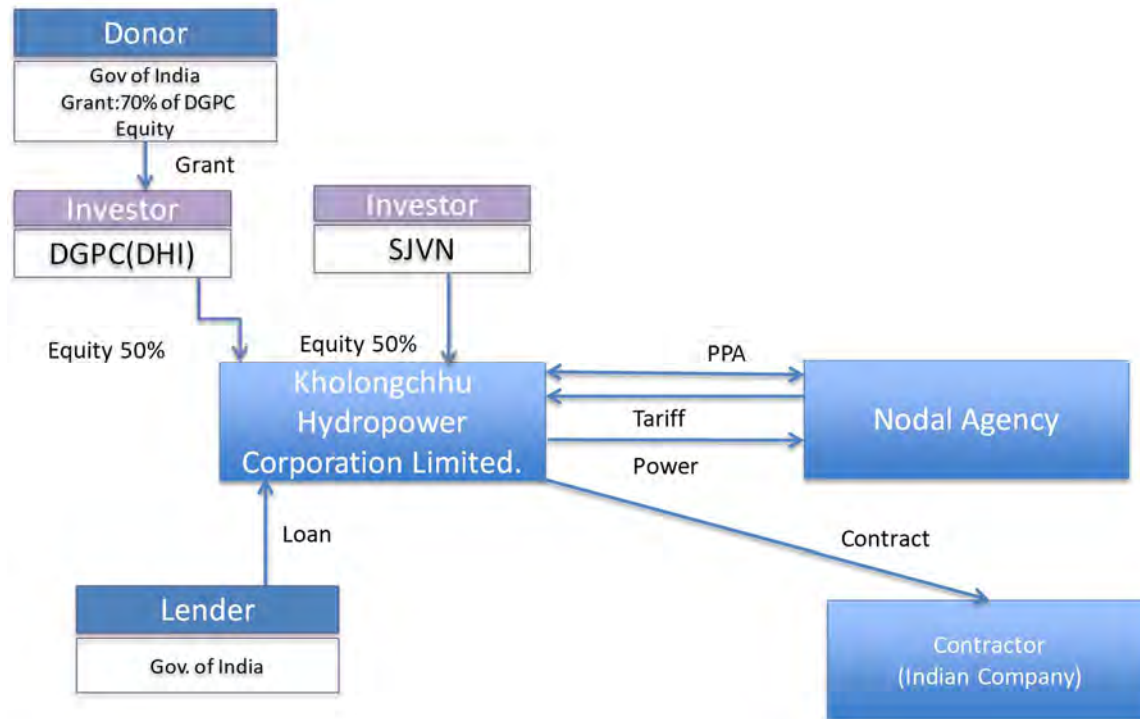 Donor
Gov of India
Grant:70% of DGPC
Equity
Grant
Investor
DGPC(DHI)
Investor
SJVN
Equity 50%
Equity 50%
Kholongchhu
Hydropower
Corporation Limited.
PPA
Tariff
Power
Nodal Agency
Loan
Contract
Lender
Gov. of India
Contractor
(Indian Company)